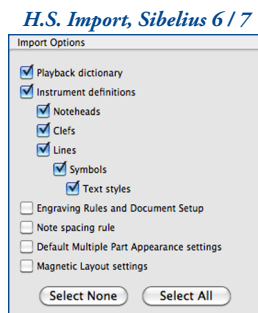 H.S. Import, Sibelius 6 / 7
Import Options
Playback dictionary
Instrument definitions
Noteheads
Clefs
Lines
Symbols
Text styles
Engraving Rules and Document Setup
Note spacing rule
Default Multiple Part Appearance settings
Magnetic Layout settings
Select None Select All